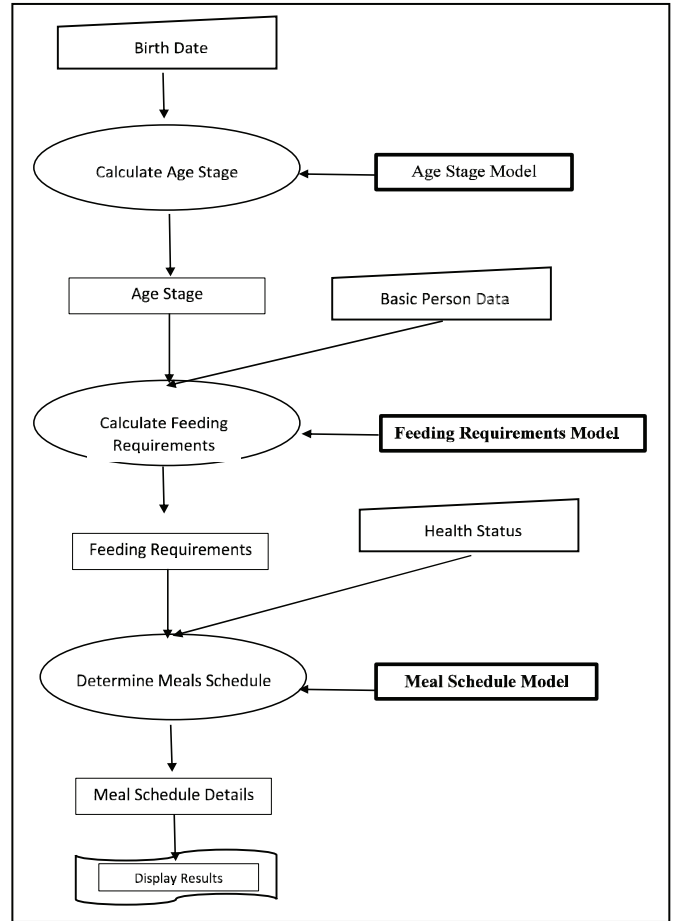 Birth Date
Calculate Age Stage
Age Stage Model
Age Stage
Basic Person Data
Calculate Feeding
Requirements
Feeding Requirements Model
Feeding Requirements
Health Status
Determine Meals Schedule
Meal Schedule Model
Meal Schedule Details
Display Results